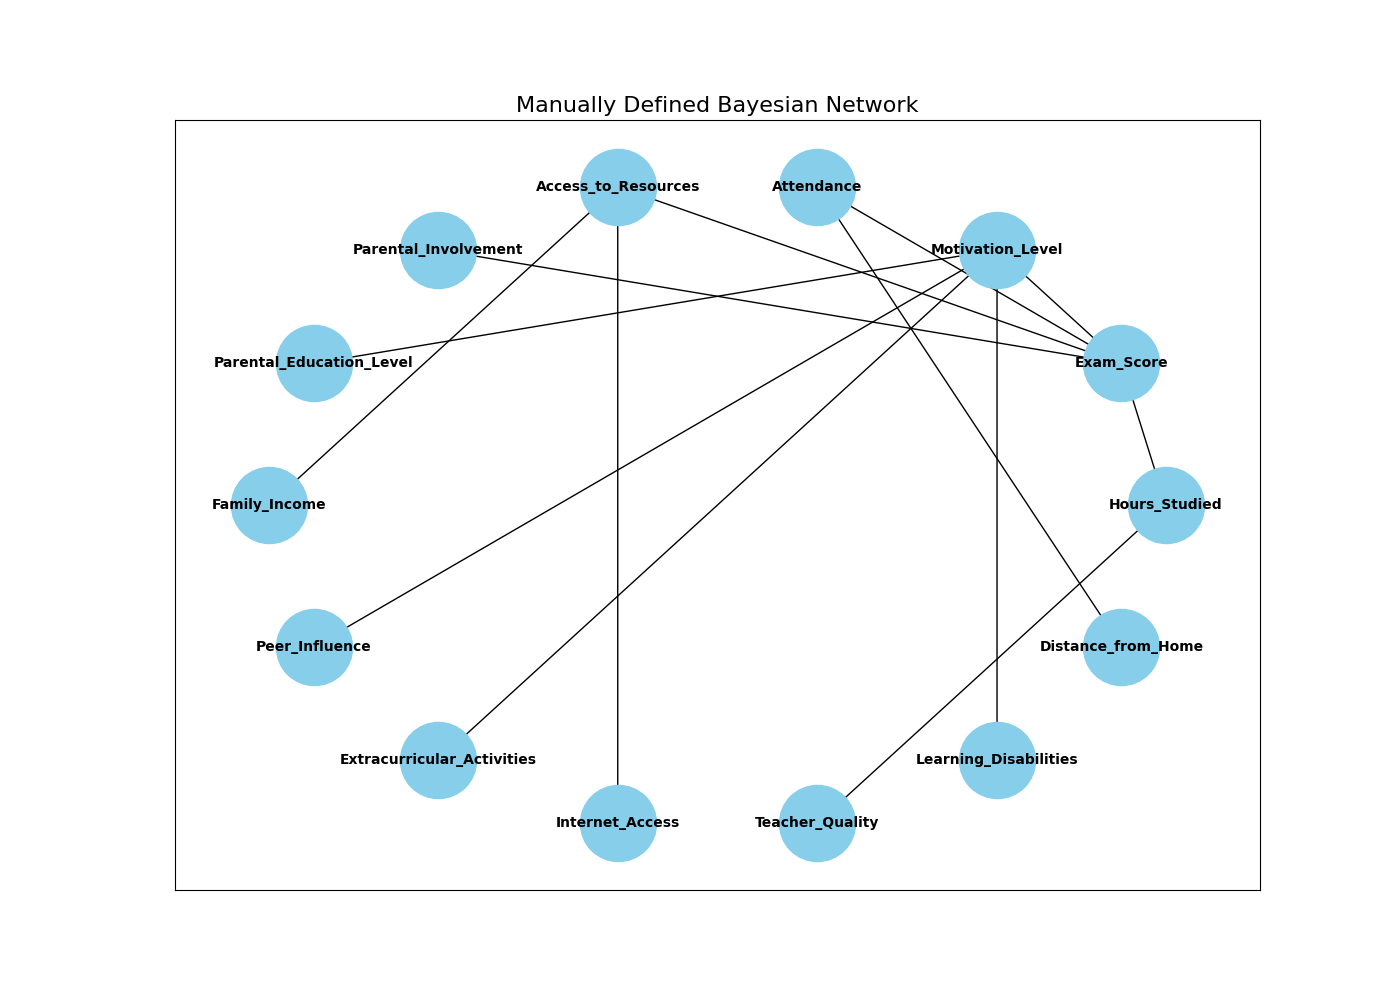 Manually Defined Bayesian Network
Access_to_Resources
Attendance
Parental_Involvement
Motivation_Level
Parental_Education_Level
Exam_Score
Family_Income
Hours_Studied
Peer_Influence
Distance_from_Home
Extracurricular_Activities
Learning_Disabilities
Internet_Access
Teacher_Quality